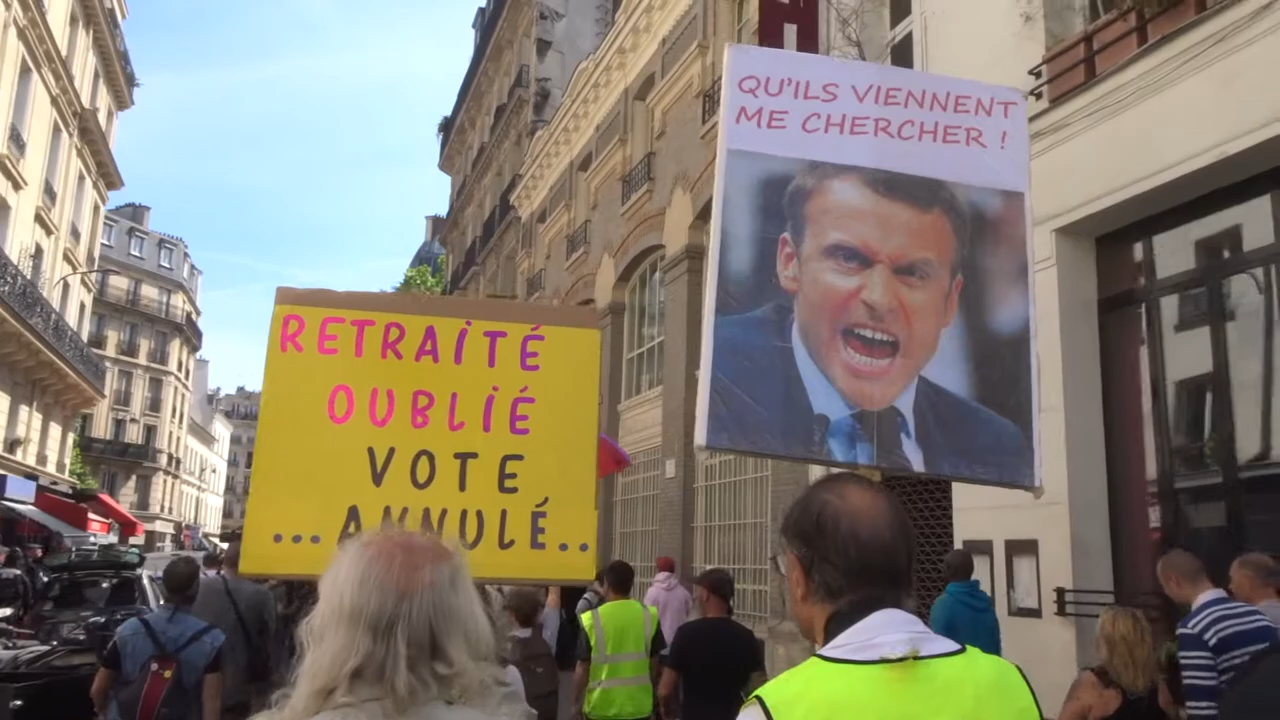 RETRAITÉ
OUBLIÉ
VOTE
... ANNULÉ..
QU'ILS VIENNENT
ME CHERCHER !